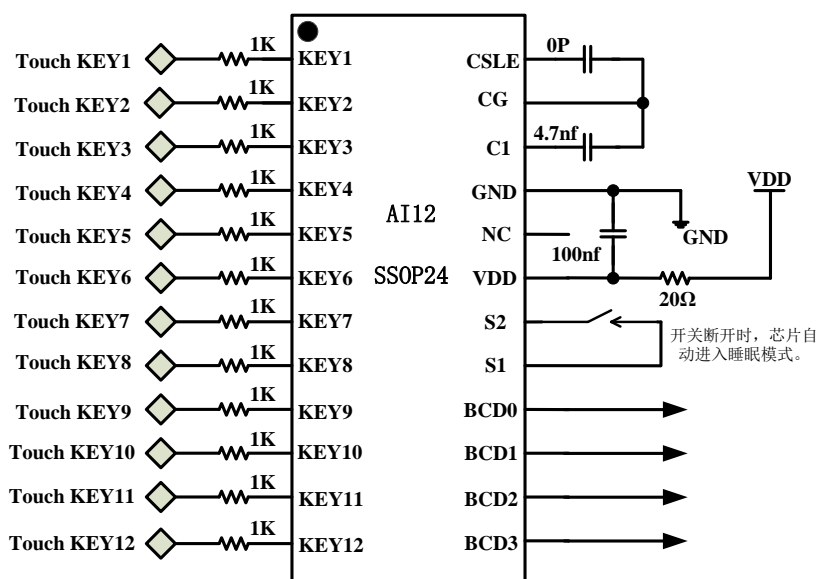 Touch KEY1 1K KEY1 CSLE 0P
Touch KEY2 1K KEY2 CG
Touch KEY3 1K KEY3 C1 4.7nf
Touch KEY4 1K KEY4 GND VDD
AI12
Touch KEY5 1K KEY5 NC 100nf GND
Touch KEY6 1K KEY6 SSOP24 VDD 20Ω
Touch KEY7 1K KEY7 S2
开关断开时，芯片自
动进入睡眠模式。
Touch KEY8 1K KEY8 S1
Touch KEY9 1K KEY9 BCD0
Touch KEY10 1K KEY10 BCD1
Touch KEY11 1K KEY11 BCD2
Touch KEY12 1K KEY12 BCD3